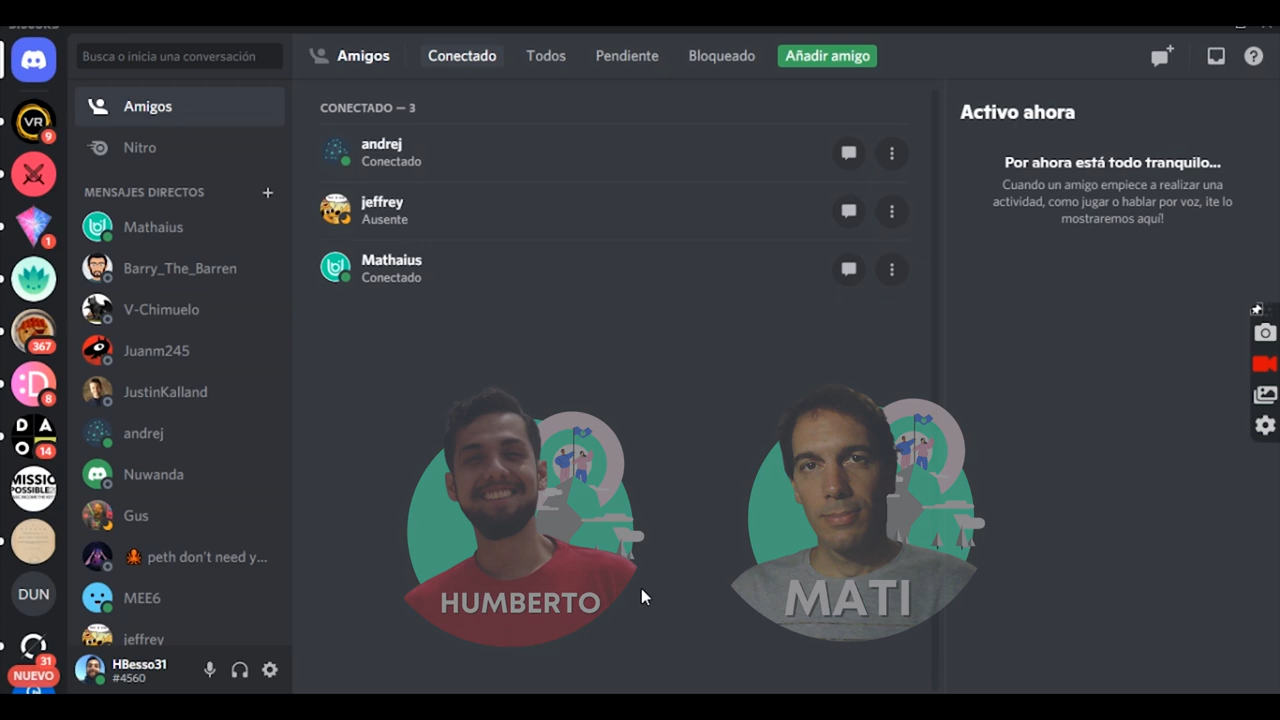 Busca o inicia una conversación
Amigos
Conectado
Todos
Pendiente
Bloqueado
Añadir amigo
VR
9
1
367
:D
8
D A
O
14
MISSIO
POSSIBLE
DUN
31
NUEVO
Amigos
Nitro
MENSAJES DIRECTOS
Mathaius
Barry_The_Barren
V-Chimuelo
Juanm245
JustinKalland
andrej
Nuwanda
Gus
peth don't need y...
MEE6
jeffrey
HBesso31
#4560
CONECTADO — 3
andrej
Conectado
jeffrey
Ausente
Mathaius
Conectado
HUMBERTO
MATI
Activo ahora
Por ahora está todo tranquilo...
Cuando un amigo empiece a realizar una
actividad, como jugar o hablar por voz, ¡te lo
mostraremos aquí!